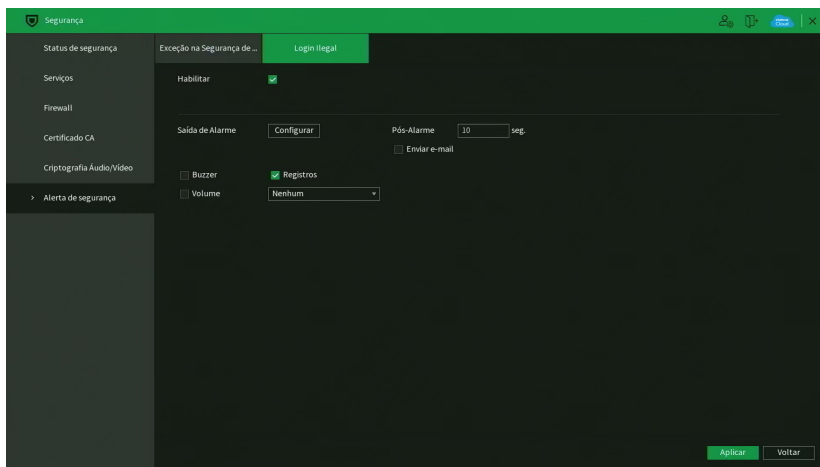 Segurança
Cloud
Status de segurança
Serviços
Firewall
Certificado CA
Criptografia Áudio/Vídeo
> Alerta de segurança
Exceção na Segurança de ...
Login Ilegal
Habilitar
Saída de Alarme
Configurar
Pós-Alarme
10
seg.
Enviar e-mail
Buzzer
Registros
Volume
Nenhum
Aplicar
Voltar